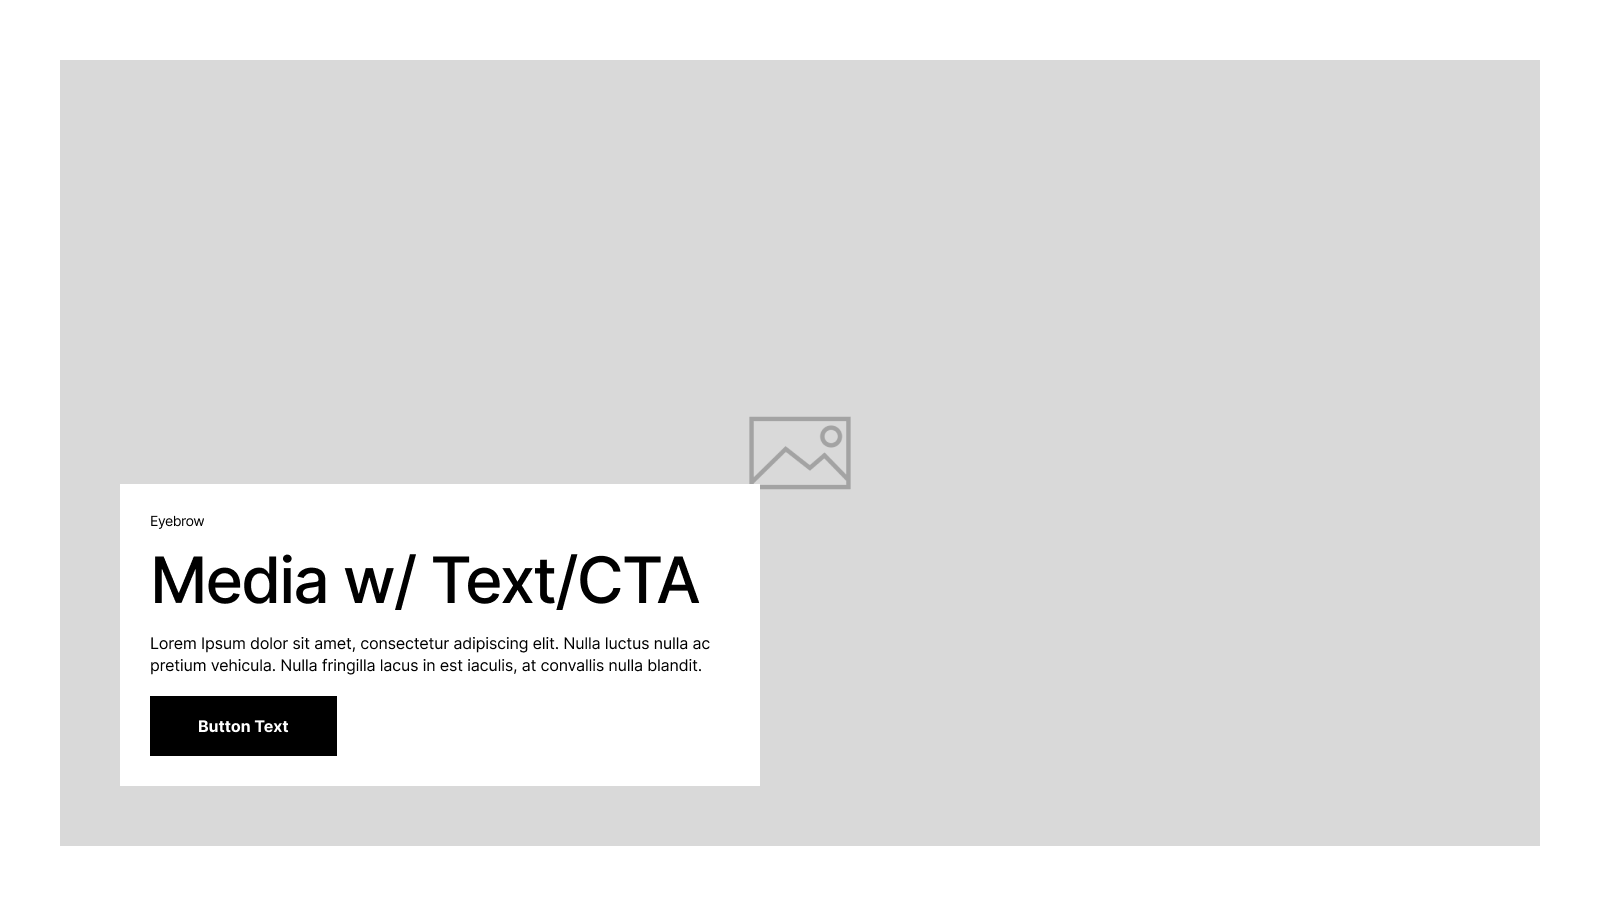 Eyebrow
Media w/ Text/CTA
Lorem Ipsum dolor sit amet, consectetur adipiscing elit. Nulla luctus nulla ac
pretium vehicula. Nulla fringilla lacus in est iaculis, at convallis nulla blandit.
Button Text